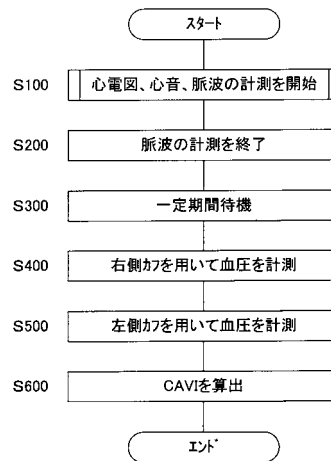 スタート
S100 心電図、心音、脈波の計測を開始
S200 脈波の計測を終了
S300 一定期間待機
S400 右側カフを用いて血圧を計測
S500 左側カフを用いて血圧を計測
S600 CAVIを算出
エンド